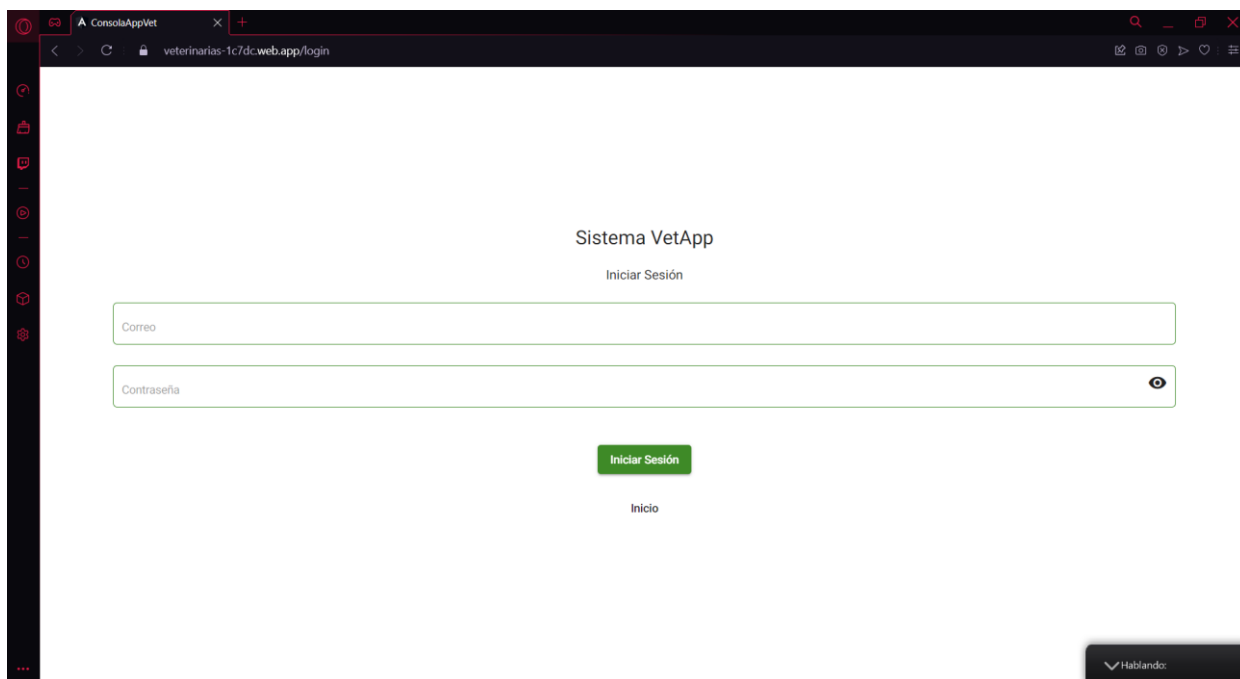 ConsolaAppVet
veterinarias-1c7dc.web.app/login
Sistema VetApp
Iniciar Sesión
Correo
Contraseña
Iniciar Sesión
Inicio
Hablando: